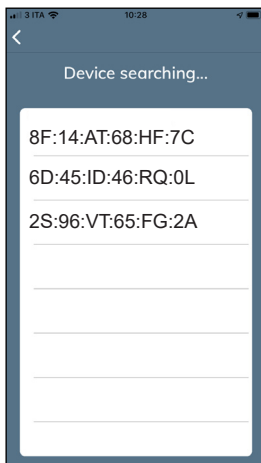 3 ITA 10:28
Device searching...
8F:14:AT:68:HF:7C
6D:45:ID:46:RQ:0L
2S:96:VT:65:FG:2A